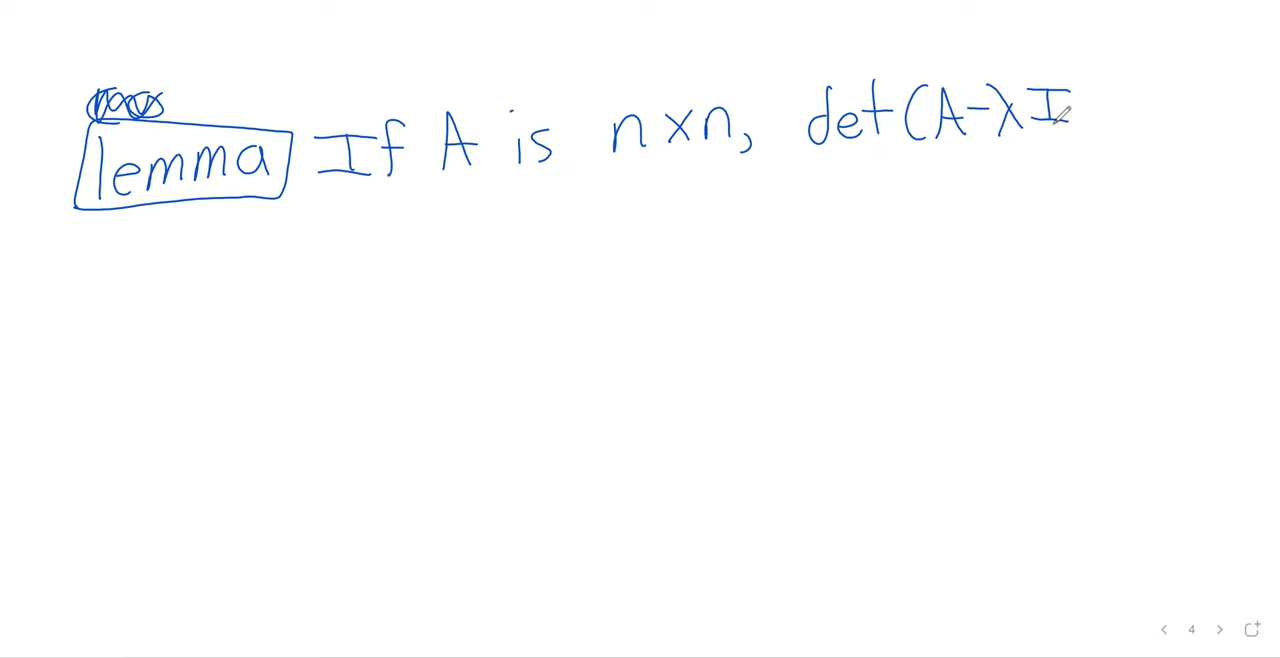 lemma If A is n×n, det(A-λI
4